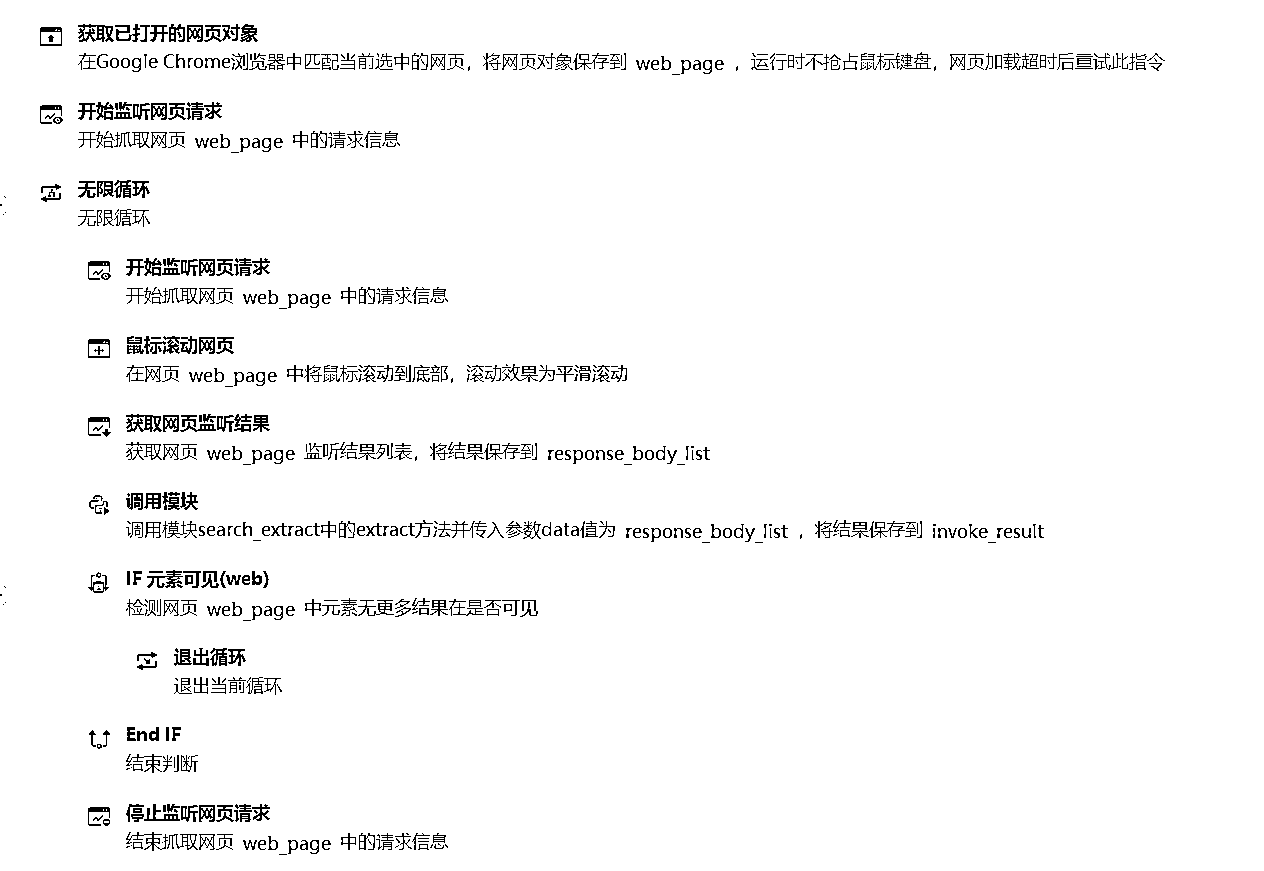 获取已打开的网页对象
在Google Chrome浏览器中匹配当前选中的网页，将网页对象保存到 web_page ，运行时不抢占鼠标键盘，网页加载超时后重试此指令
开始监听网页请求
开始抓取网页 web_page 中的请求信息
无限循环
无限循环
开始监听网页请求
开始抓取网页 web_page 中的请求信息
鼠标滚动网页
在网页 web_page 中将鼠标滚动到底部，滚动效果为平滑滚动
获取网页监听结果
获取网页 web_page 监听结果列表，将结果保存到 response_body_list
调用模块
调用模块search_extract中的extract方法并传入参数data值为 response_body_list ，将结果保存到 invoke_result
IF 元素可见(web)
检测网页 web_page 中元素无更多结果在是否可见
退出循环
退出当前循环
End IF
结束判断
停止监听网页请求
结束抓取网页 web_page 中的请求信息